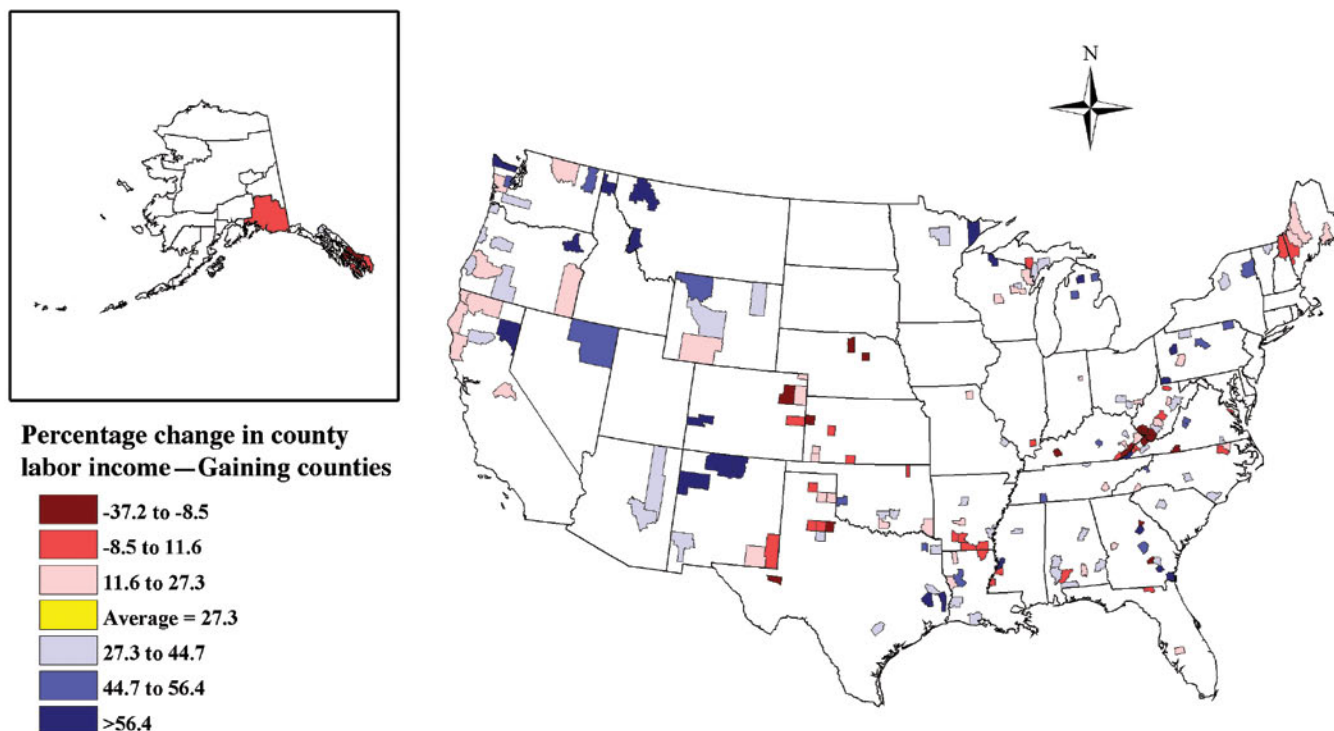 N
Percentage change in county
labor income—Gaining counties
-37.2 to -8.5
-8.5 to 11.6
11.6 to 27.3
Average = 27.3
27.3 to 44.7
44.7 to 56.4
>56.4